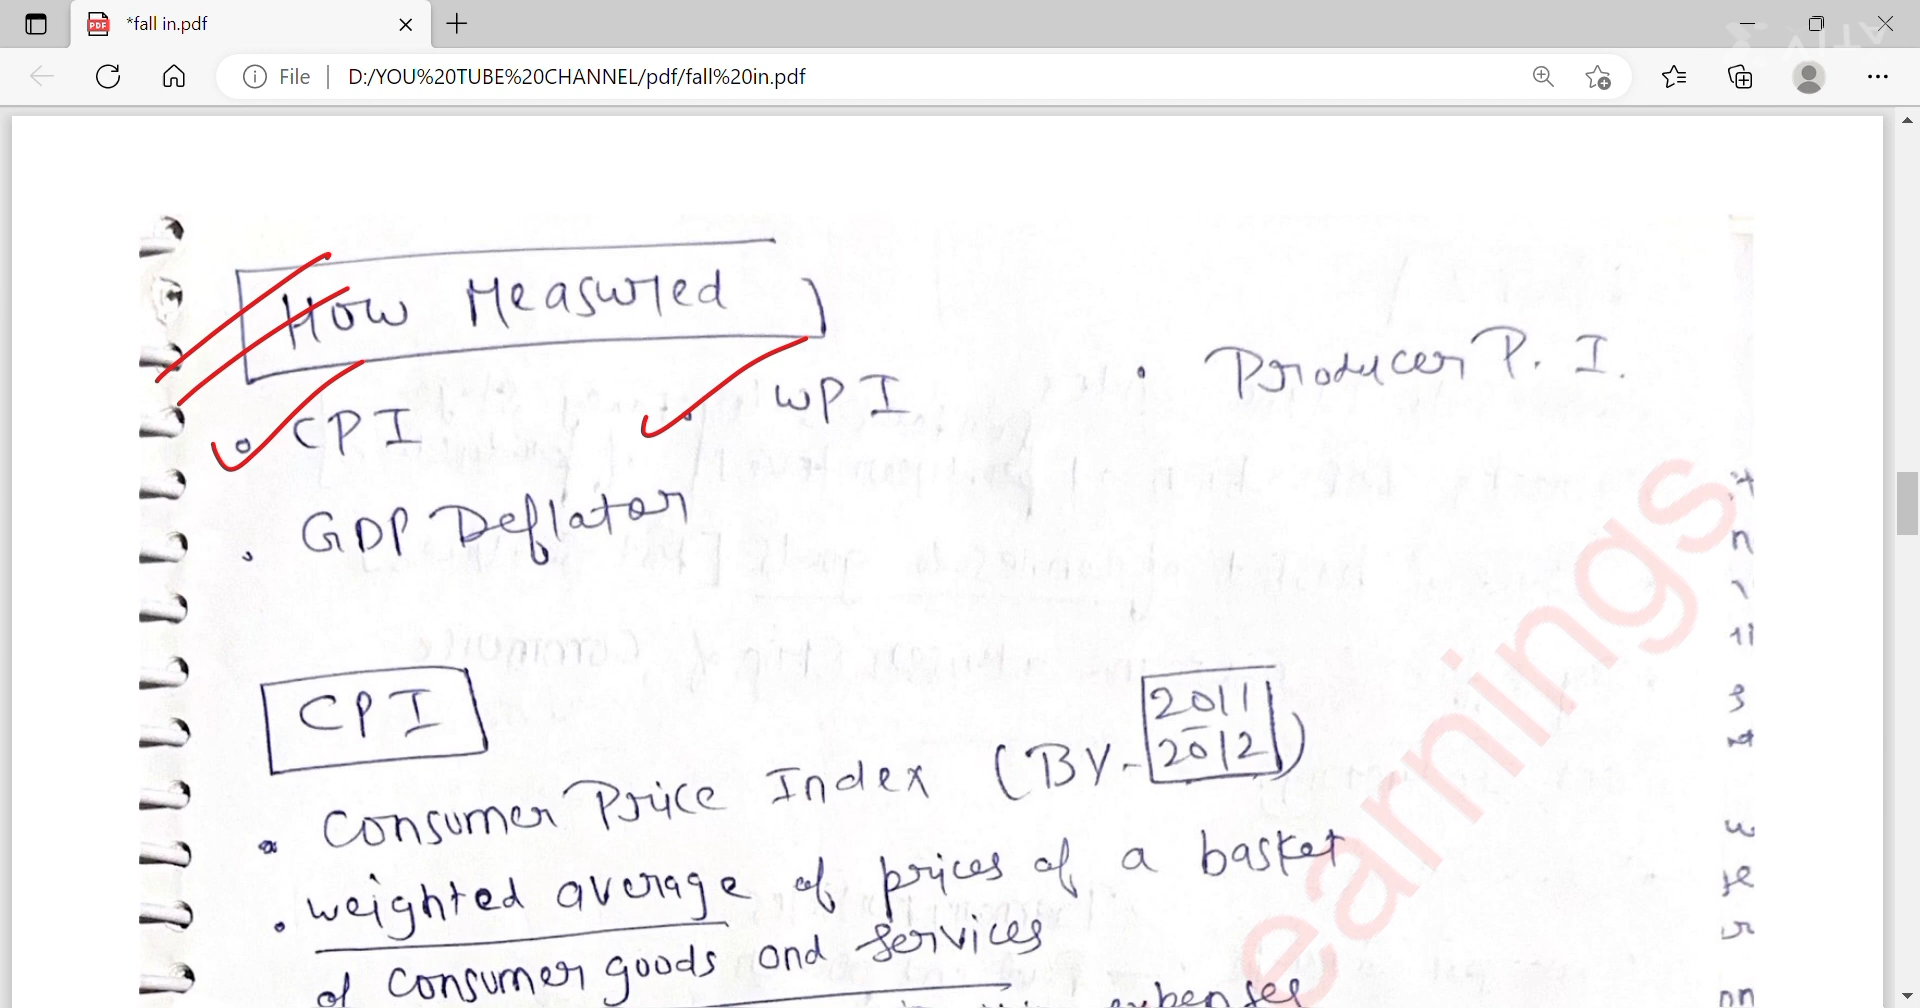 *fall in.pdf
File | D:/YOU%20TUBE%20CHANNEL/pdf/fall%20in.pdf
How Measured
• CPI • WPI • Producer P. I.
• GDP Deflator
CPI
• Consumer Price Index (BY - 2011 - 2012)
• weighted average of prices of a basket
of consumer goods and services
expenses
earnings